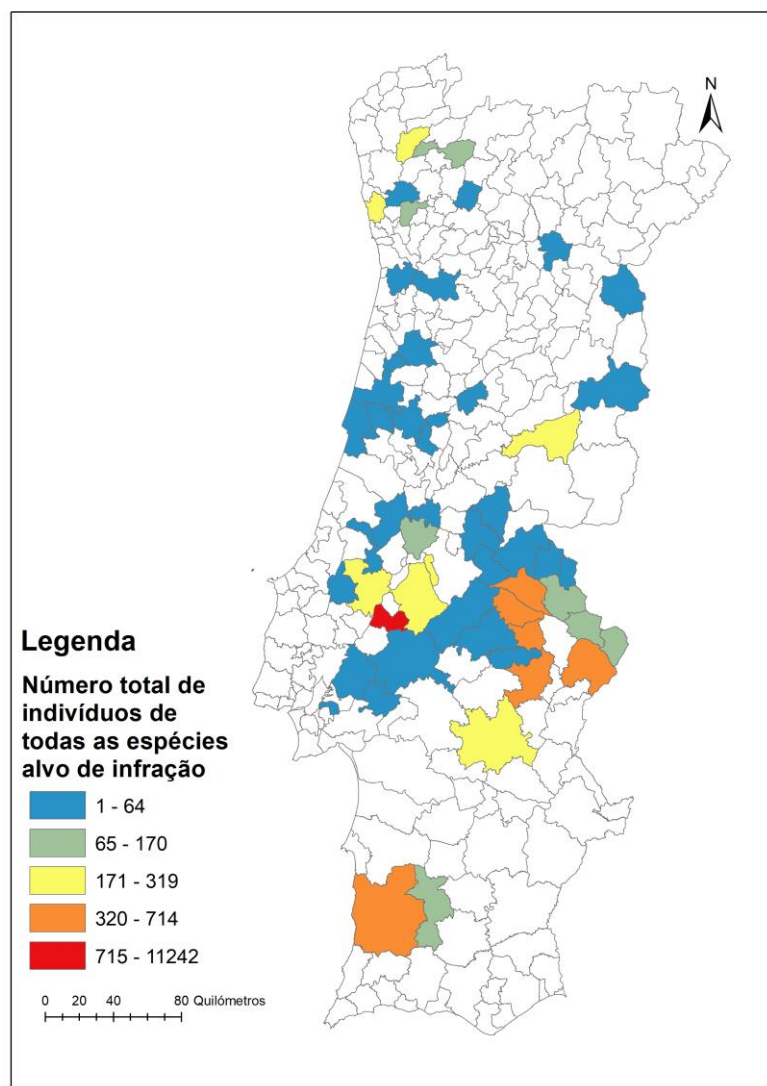 N
Legenda
Número total de
indivíduos de
todas as espécies
alvo de infração
1 - 64
65 - 170
171 - 319
320 - 714
715 - 11242
0 20 40 80 Quilómetros